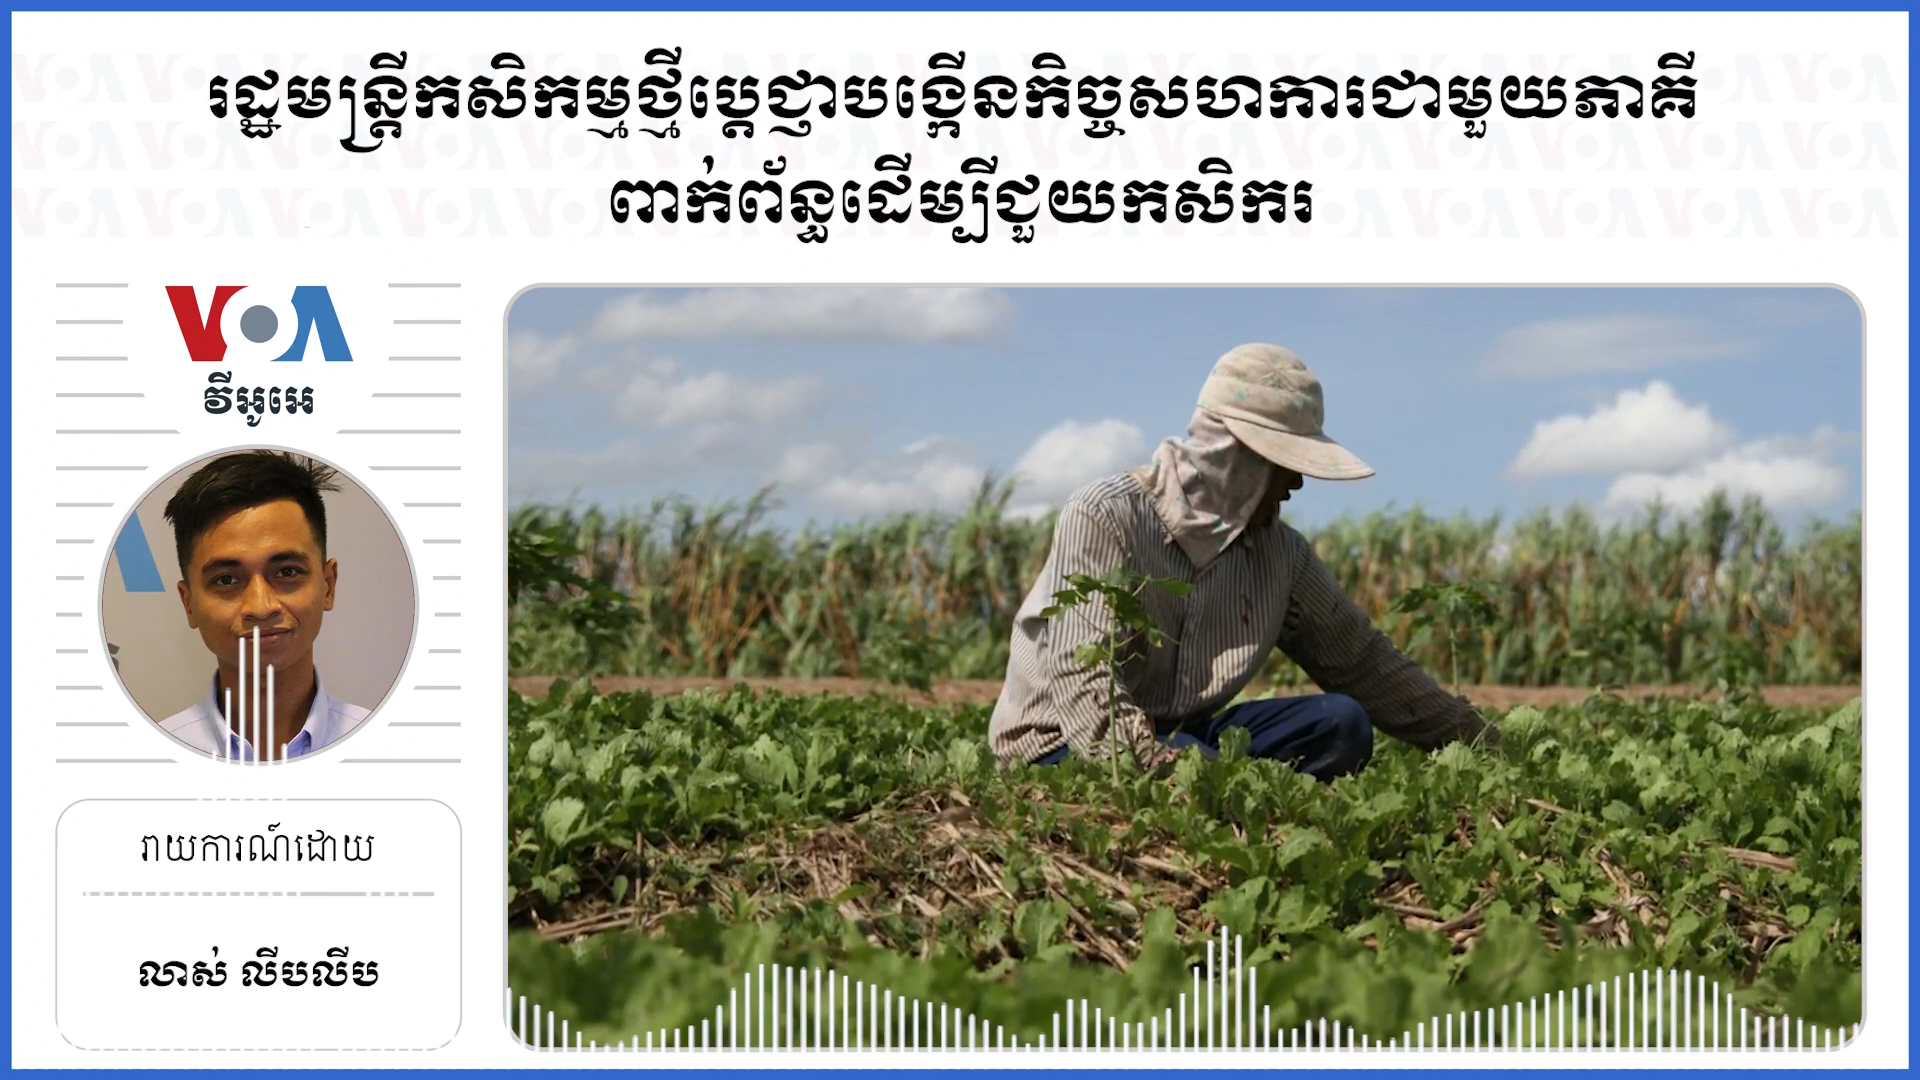 រដ្ឋមន្ត្រីកសិកម្មថ្មីប្ដេជ្ញាបង្កើនកិច្ចសហការជាមួយភាគី
ពាក់ព័ន្ធដើម្បីជួយកសិករ
VOA
វីអូអេ
រាយការណ៍ដោយ
លាស់ លីបលីប